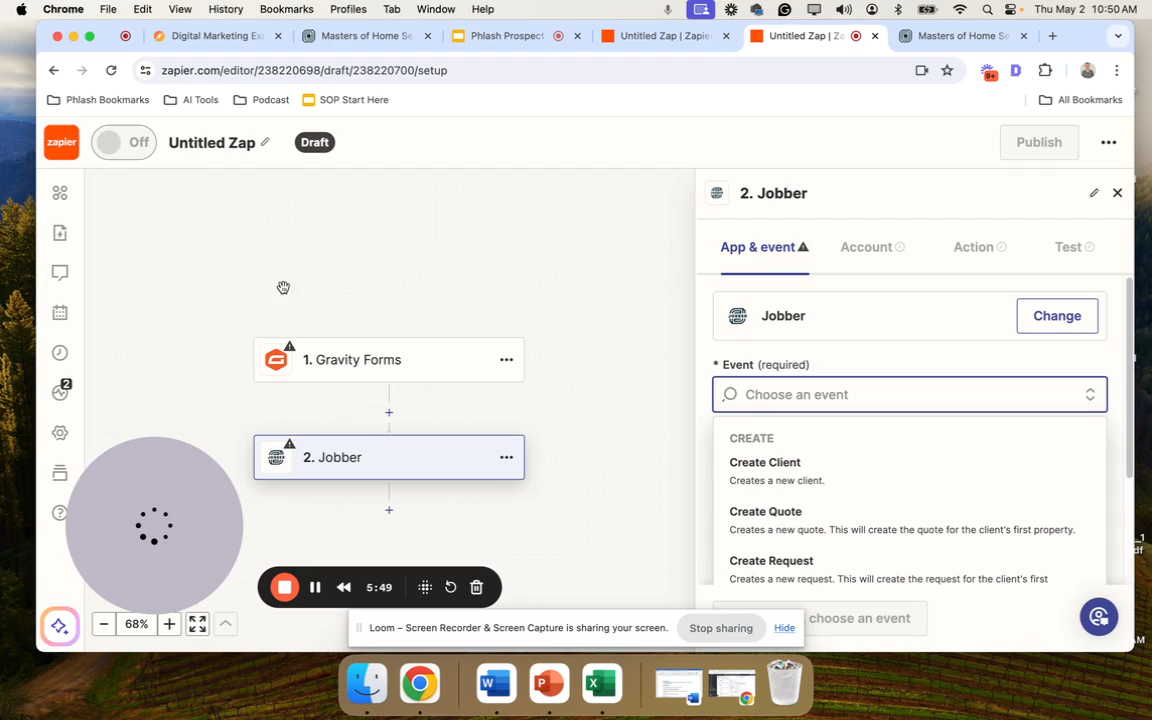 Chrome File Edit View History Bookmarks Profiles Tab Window Help Thu May 2 10:50 AM
Digital Marketing Ex Masters of Home Se Phlash Prospect Untitled Zap | Zapie Untitled Zap | Za Masters of Home Se
zapier.com/editor/238220698/draft/238220700/setup 9+ D
Phlash Bookmarks AI Tools Podcast SOP Start Here All Bookmarks
zapier Off Untitled Zap Draft Publish
2. Jobber
App & event Account Action Test
Jobber Change
* Event (required)
1. Gravity Forms
Choose an event
2
CREATE
2. Jobber
Create Client
Creates a new client.
Create Quote
Creates a new quote. This will create the quote for the client's first property.
Create Request
Creates a new request. This will create the request for the client's first
5:49
68%
choose an event
Loom – Screen Recorder & Screen Capture is sharing your screen. Stop sharing Hide
_1
df
AM